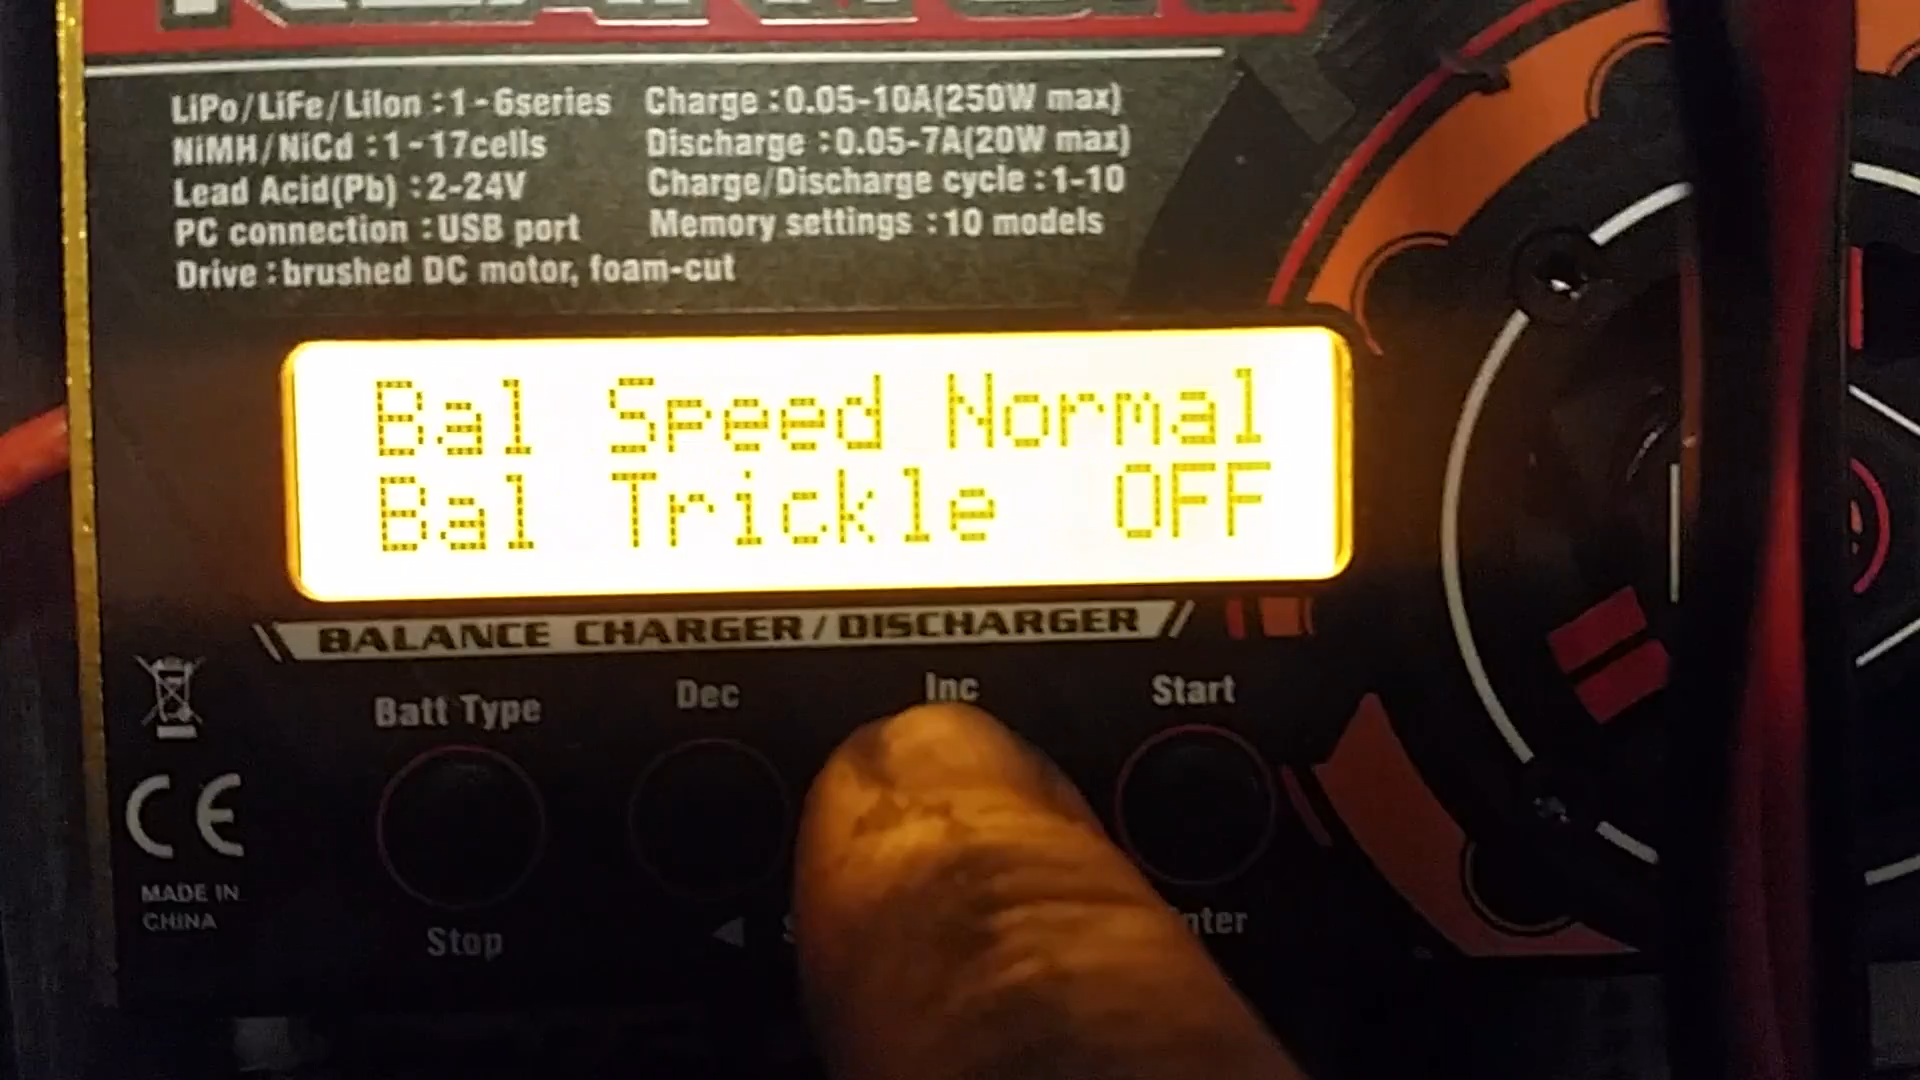 LiPo/LiFe/LiIon :1-6series
NiMH/NiCd :1-17cells
Lead Acid(Pb) :2-24V
PC connection :USB port
Drive :brushed DC motor, foam-cut
Charge :0.05-10A(250W max)
Discharge :0.05-7A(20W max)
Charge/Discharge cycle :1-10
Memory settings :10 models
Bal Speed Normal
Bal Trickle OFF
BALANCE CHARGER/DISCHARGER
Batt Type
Dec
Inc
Start
CE
MADE IN
CHINA
Stop